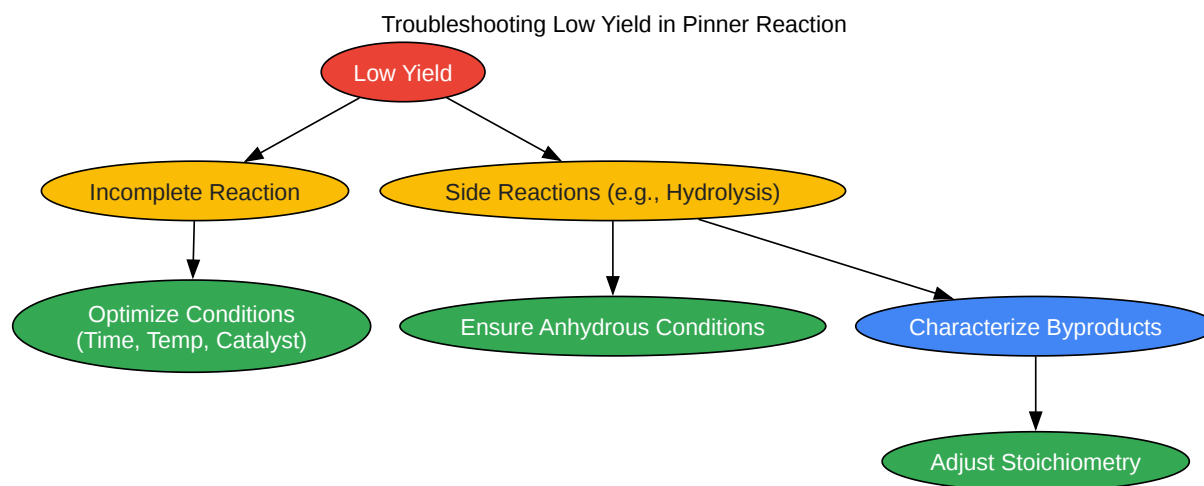 Troubleshooting Low Yield in Pinner Reaction
Low Yield
Incomplete Reaction
Side Reactions (e.g., Hydrolysis)
Optimize Conditions
(Time, Temp, Catalyst)
Ensure Anhydrous Conditions
Characterize Byproducts
Adjust Stoichiometry